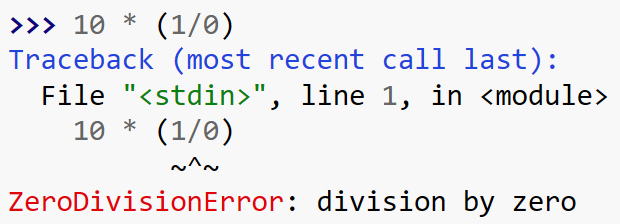 >>> 10 * (1/0)
Traceback (most recent call last):
  File "<stdin>", line 1, in <module>
    10 * (1/0)
          ~^~
ZeroDivisionError: division by zero